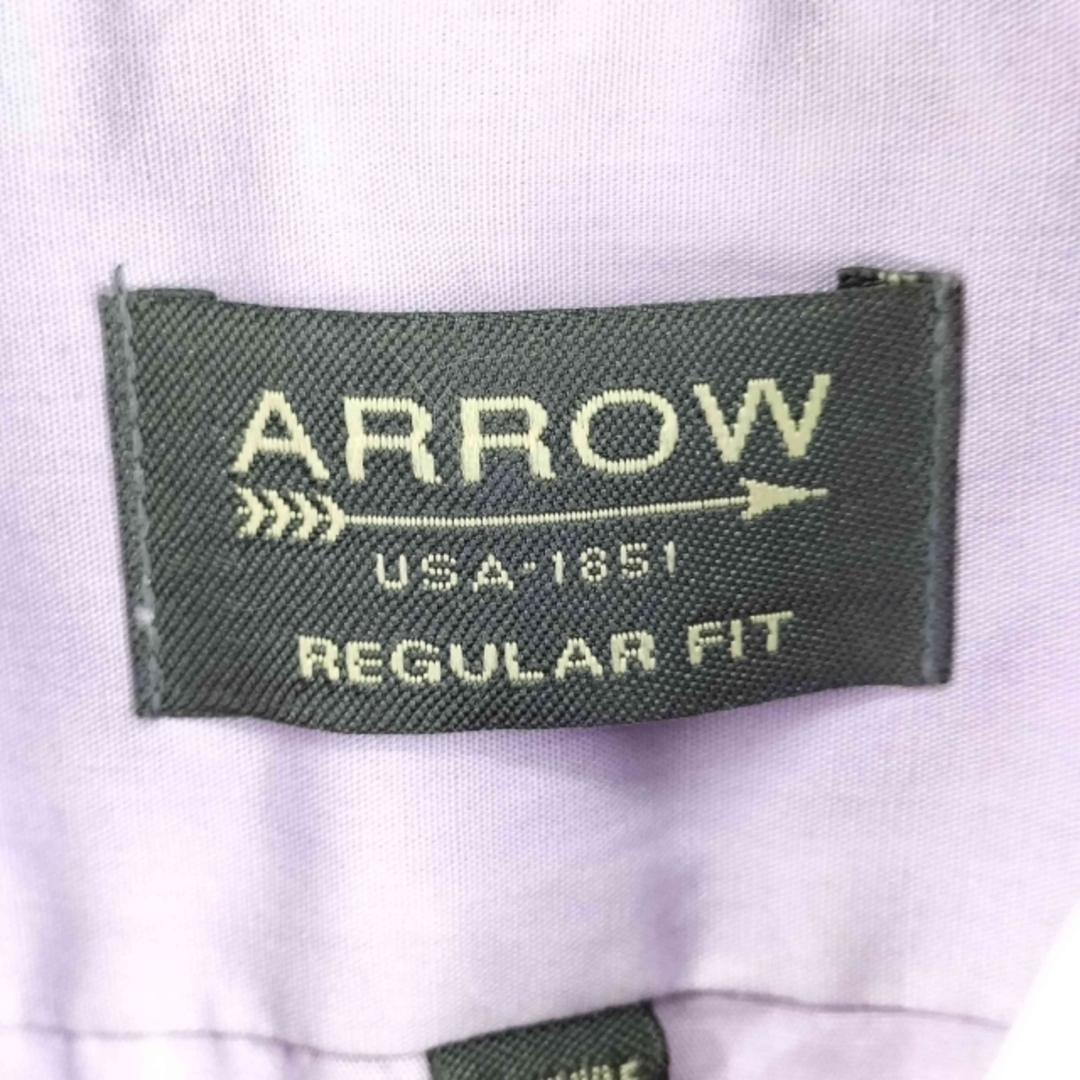 ARROW
USA·1851
REGULAR FIT